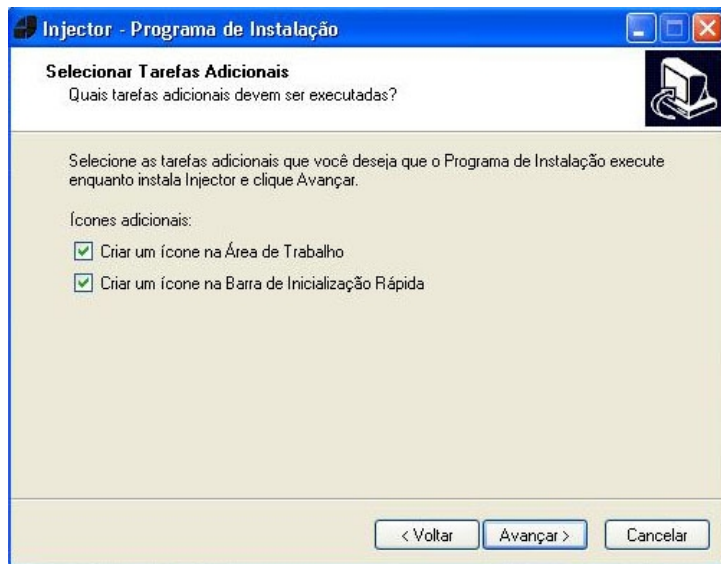 Injector - Programa de Instalação
Selecionar Tarefas Adicionais
Quais tarefas adicionais devem ser executadas?
Selecione as tarefas adicionais que você deseja que o Programa de Instalação execute
enquanto instala Injector e clique Avançar.
Ícones adicionais:
Criar um ícone na Área de Trabalho
Criar um ícone na Barra de Inicialização Rápida
< Voltar Avançar > Cancelar